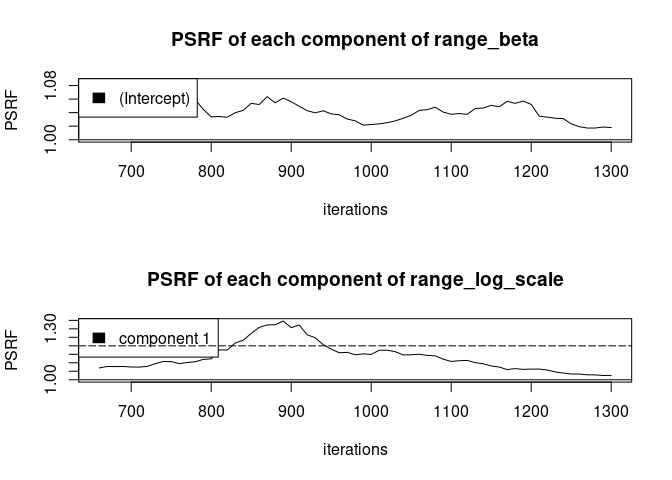 PSRF of each component of range_beta
PSRF
1.00 1.08
(Intercept)
700 800 900 1000 1100 1200 1300
iterations
PSRF of each component of range_log_scale
PSRF
1.00 1.30
component 1
700 800 900 1000 1100 1200 1300
iterations